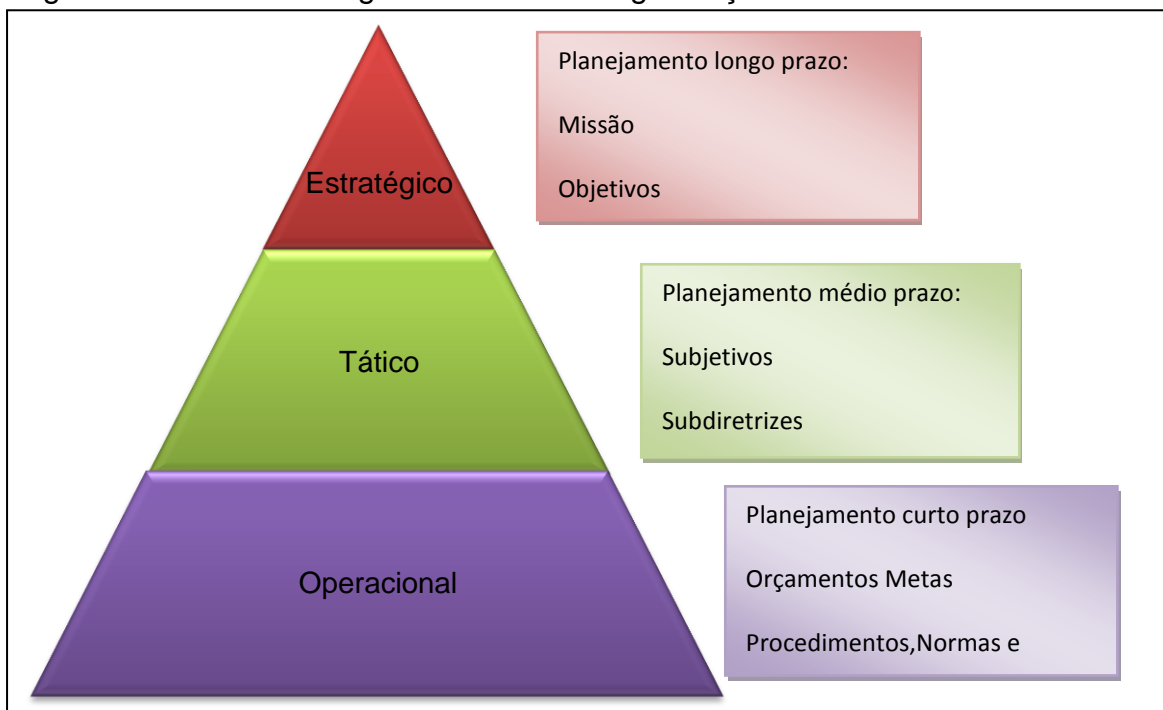 Estratégico
Planejamento longo prazo:
Missão
Objetivos
Tático
Planejamento médio prazo:
Subjetivos
Subdiretrizes
Operacional
Planejamento curto prazo
Orçamentos Metas
Procedimentos,Normas e